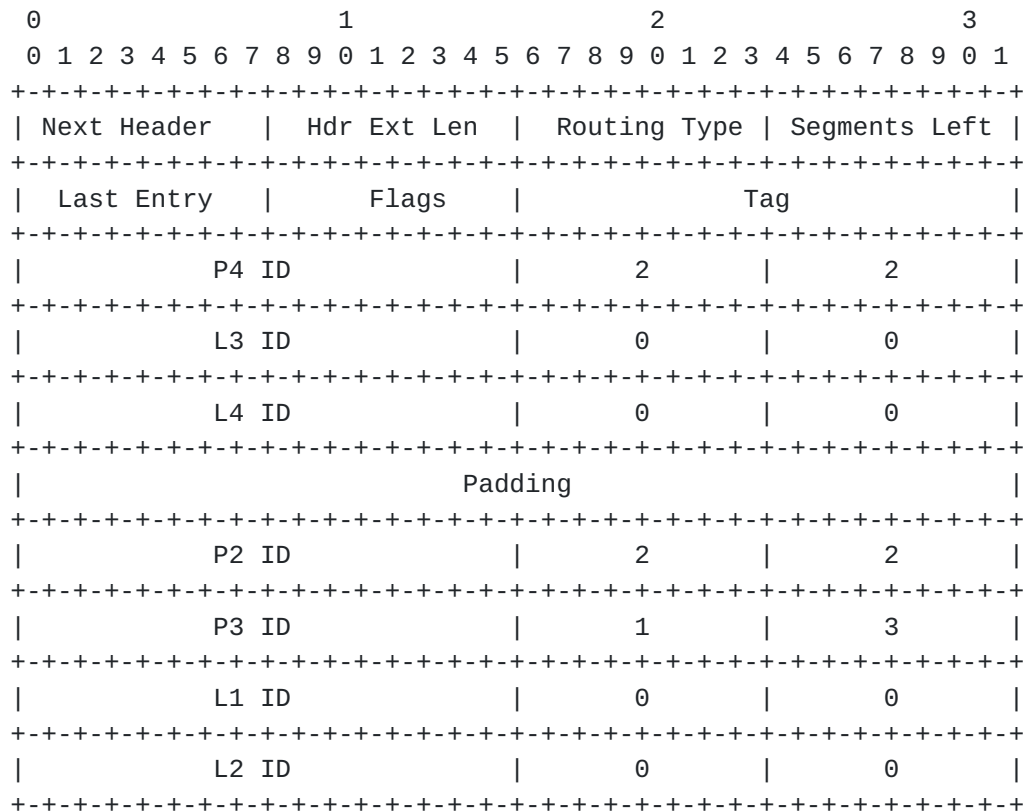 0                   1                   2                   3
 0 1 2 3 4 5 6 7 8 9 0 1 2 3 4 5 6 7 8 9 0 1 2 3 4 5 6 7 8 9 0 1
+-+-+-+-+-+-+-+-+-+-+-+-+-+-+-+-+-+-+-+-+-+-+-+-+-+-+-+-+-+-+-+-+
| Next Header   |  Hdr Ext Len  |  Routing Type | Segments Left |
+-+-+-+-+-+-+-+-+-+-+-+-+-+-+-+-+-+-+-+-+-+-+-+-+-+-+-+-+-+-+-+-+
|  Last Entry   |      Flags    |              Tag              |
+-+-+-+-+-+-+-+-+-+-+-+-+-+-+-+-+-+-+-+-+-+-+-+-+-+-+-+-+-+-+-+-+
|            P4 ID              |       2       |       2       |
+-+-+-+-+-+-+-+-+-+-+-+-+-+-+-+-+-+-+-+-+-+-+-+-+-+-+-+-+-+-+-+-+
|            L3 ID              |       0       |       0       |
+-+-+-+-+-+-+-+-+-+-+-+-+-+-+-+-+-+-+-+-+-+-+-+-+-+-+-+-+-+-+-+-+
|            L4 ID              |       0       |       0       |
+-+-+-+-+-+-+-+-+-+-+-+-+-+-+-+-+-+-+-+-+-+-+-+-+-+-+-+-+-+-+-+-+
|                            Padding                            |
+-+-+-+-+-+-+-+-+-+-+-+-+-+-+-+-+-+-+-+-+-+-+-+-+-+-+-+-+-+-+-+-+
|            P2 ID              |       2       |       2       |
+-+-+-+-+-+-+-+-+-+-+-+-+-+-+-+-+-+-+-+-+-+-+-+-+-+-+-+-+-+-+-+-+
|            P3 ID              |       1       |       3       |
+-+-+-+-+-+-+-+-+-+-+-+-+-+-+-+-+-+-+-+-+-+-+-+-+-+-+-+-+-+-+-+-+
|            L1 ID              |       0       |       0       |
+-+-+-+-+-+-+-+-+-+-+-+-+-+-+-+-+-+-+-+-+-+-+-+-+-+-+-+-+-+-+-+-+
|            L2 ID              |       0       |       0       |
+-+-+-+-+-+-+-+-+-+-+-+-+-+-+-+-+-+-+-+-+-+-+-+-+-+-+-+-+-+-+-+-+